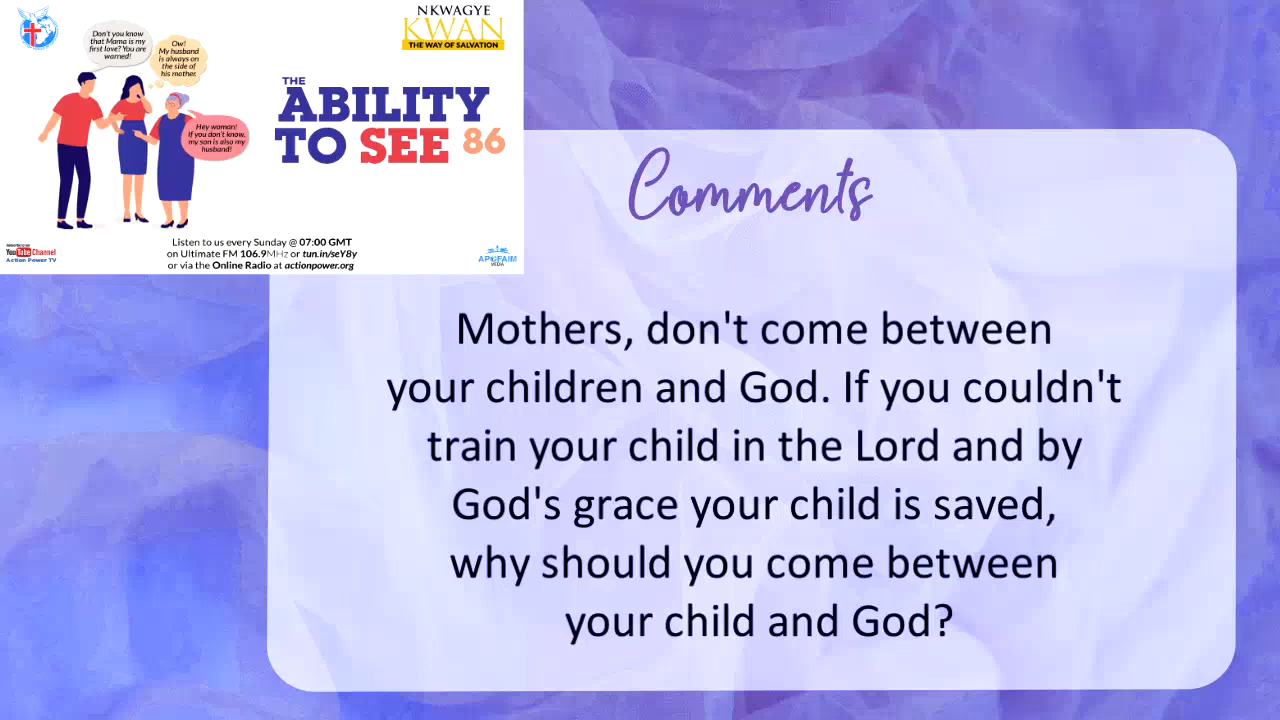 Don't you know
that Mama is my
first love? You are
warned!
Ow!
My husband
is always on
the side of
his mother.
Hey woman!
If you don't know,
my son is also my
husband!
NKWAGYE
KWAN
THE WAY OF SALVATION
THE
ABILITY
TO SEE 86
YouTube Channel
Action Power TV
Listen to us every Sunday @ 07:00 GMT
on Ultimate FM 106.9MHz or tun.in/seY8y
or via the Online Radio at actionpower.org
APOFAIM
MEDIA
Comments
Mothers, don't come between
your children and God. If you couldn't
train your child in the Lord and by
God's grace your child is saved,
why should you come between
your child and God?